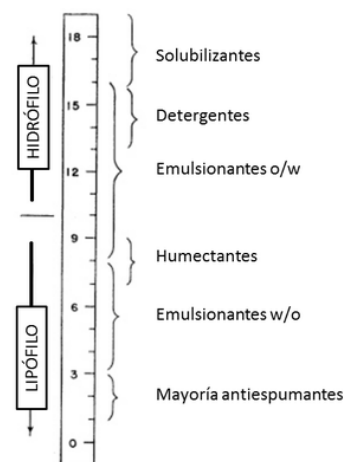 18
Solubilizantes
HIDRÓFILO
15
Detergentes
12
Emulsionantes o/w
9
Humectantes
6
Emulsionantes w/o
LIPÓFILO
3
Mayoría antiespumantes
0